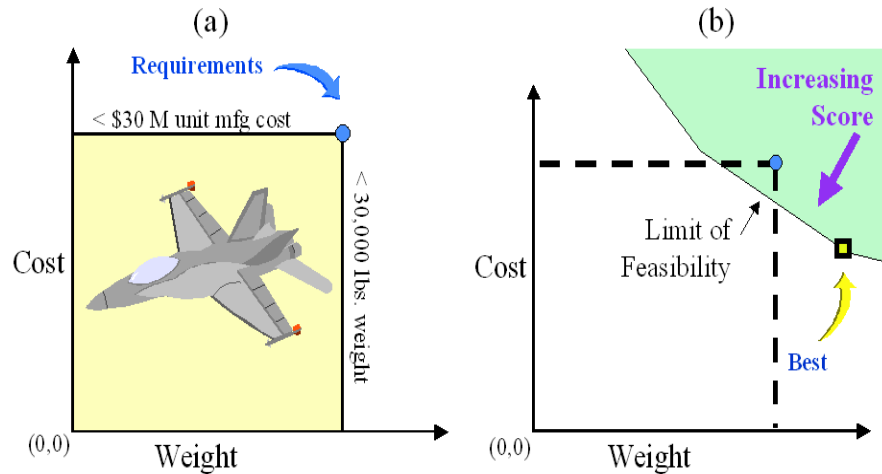 (a)
Requirements
< $30 M unit mfg cost
< 30,000 lbs. weight
Cost
(0,0)
Weight
(b)
Increasing
Score
Limit of
Feasibility
Cost
Best
(0,0)
Weight